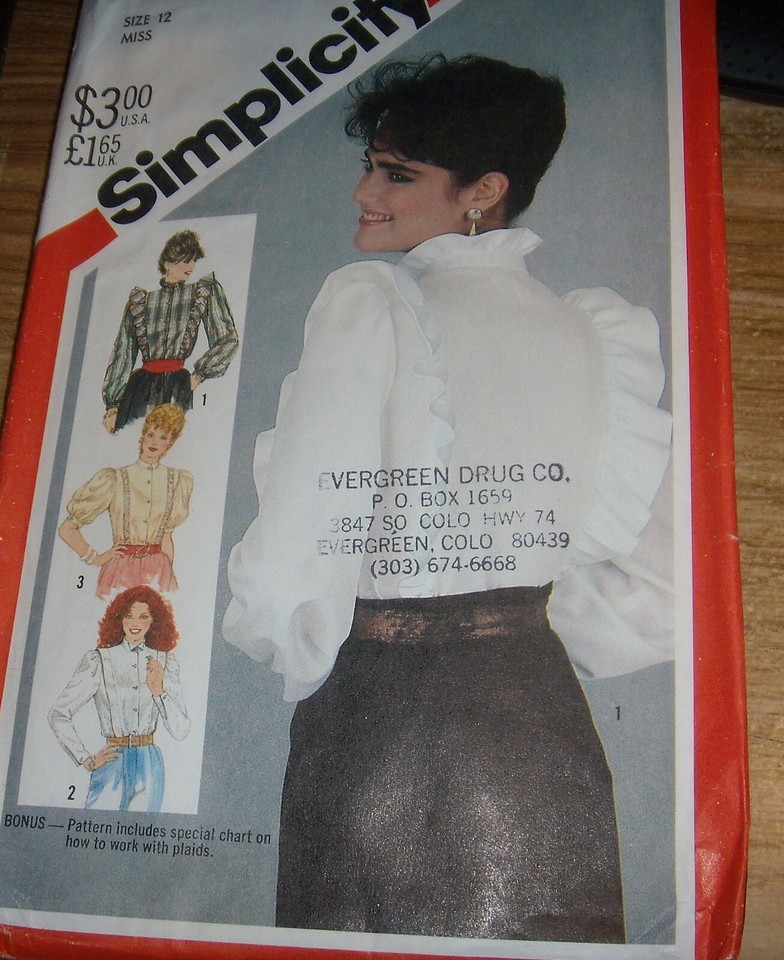 SIZE 12
MISS
$3.00
U.S.A.
£1.65
U.K.
Simplicity
1
3
2
EVERGREEN DRUG CO.
P. O. BOX 1659
3847 SO COLO HWY 74
EVERGREEN, COLO 80439
(303) 674-6668
1
BONUS — Pattern includes special chart on
how to work with plaids.